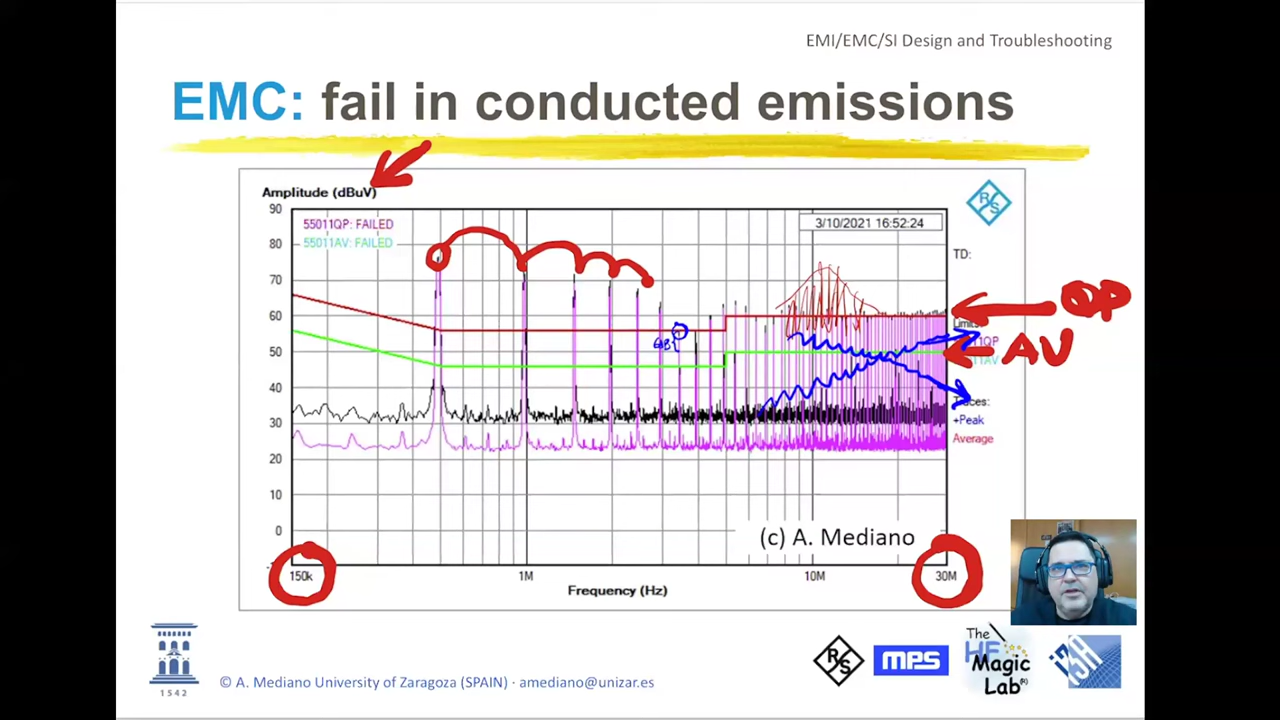 EMI/EMC/SI Design and Troubleshooting
EMC: fail in conducted emissions
Amplitude (dBuV)
90
80
70
60
50
40
30
20
10
0
55011QP: FAILED
55011AV: FAILED
3/10/2021 16:52:24
R S
TD:
QP
Limits
11QP
AV
11AV
6dB
Traces:
+Peak
Average
(c) A. Mediano
150k
1M
10M
30M
Frequency (Hz)
1542
© A. Mediano University of Zaragoza (SPAIN) · amediano@unizar.es
R S
mps
The
HF
Magic
Lab
I3A